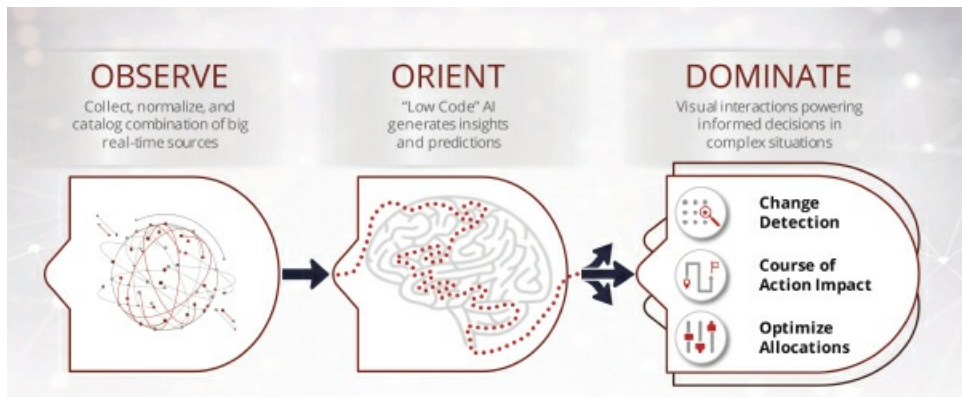 OBSERVE
Collect, normalize, and
catalog combination of big
real-time sources
ORIENT
“Low Code” AI
generates insights
and predictions
DOMINATE
Visual interactions powering
informed decisions in
complex situations
Change
Detection
Course of
Action Impact
Optimize
Allocations